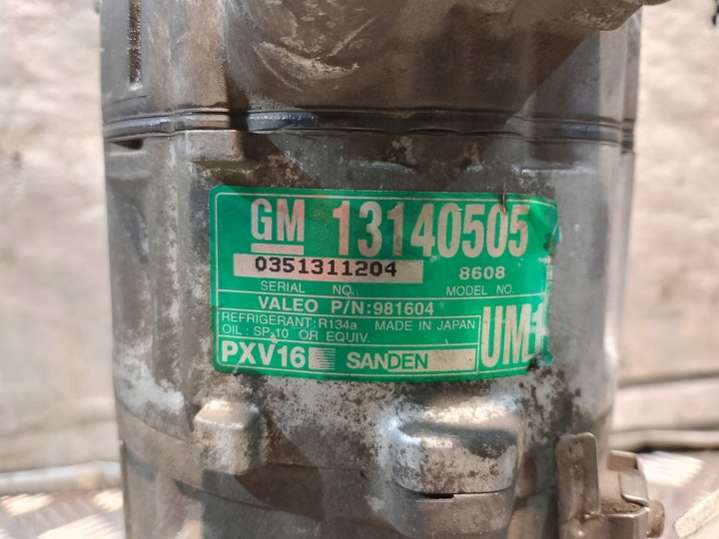 GM 13140505
0351311204 8608
SERIAL NO. MODEL NO.
VALEO P/N:981604
REFRIGERANT:R134a MADE IN JAPAN
OIL : SP-10 OR EQUIV.
PXV16 SANDEN UM1